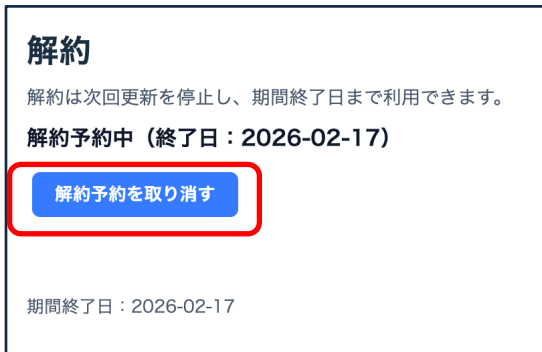 解約
解約は次回更新を停止し、期間終了日まで利用できます。
解約予約中（終了日：2026-02-17）
解約予約を取り消す
期間終了日：2026-02-17